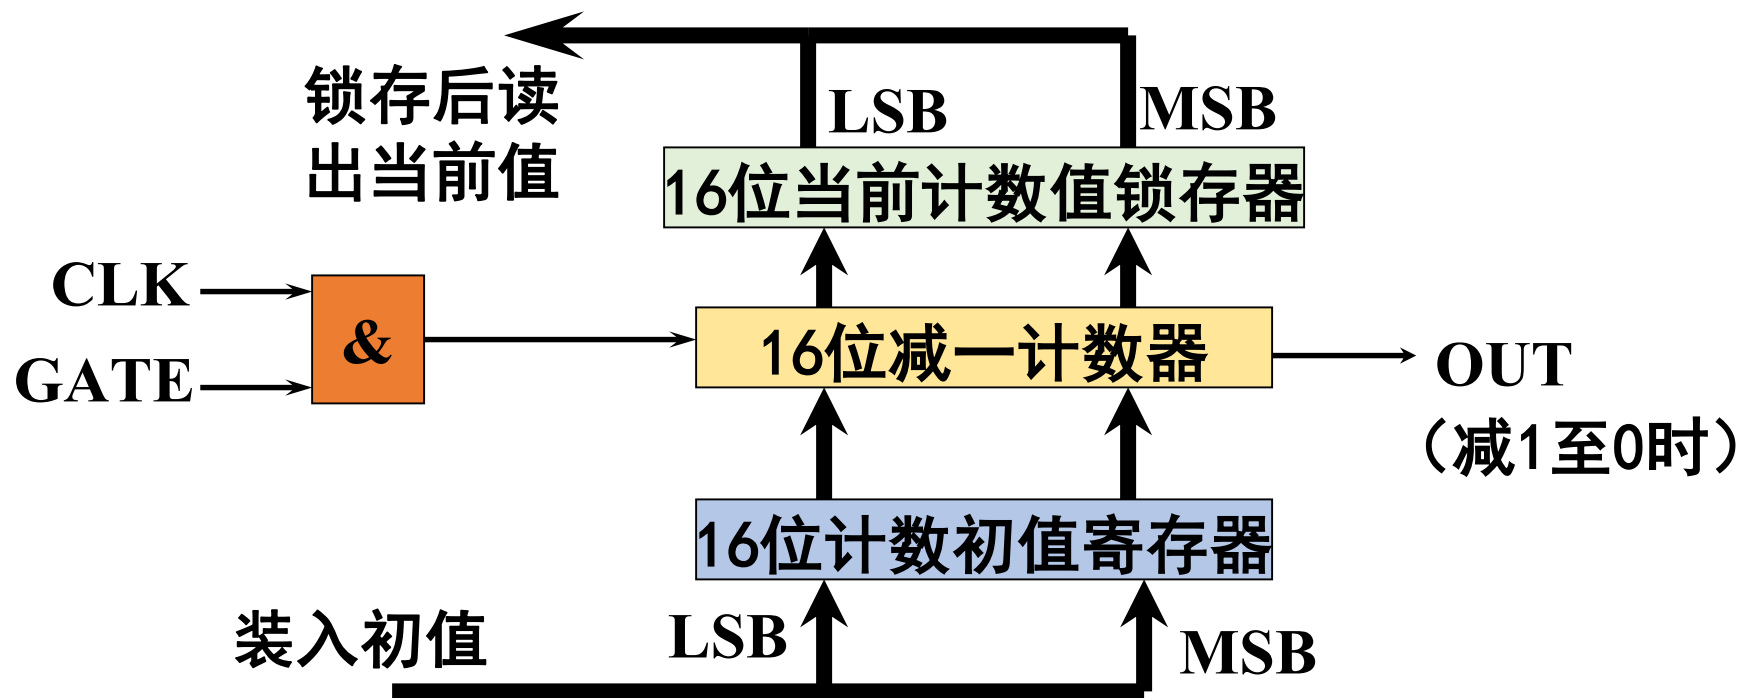 锁存后读
出当前值
LSB
MSB
16位当前计数值锁存器
CLK
GATE
&
16位减一计数器
OUT
（减1至0时）
16位计数初值寄存器
装入初值
LSB
MSB